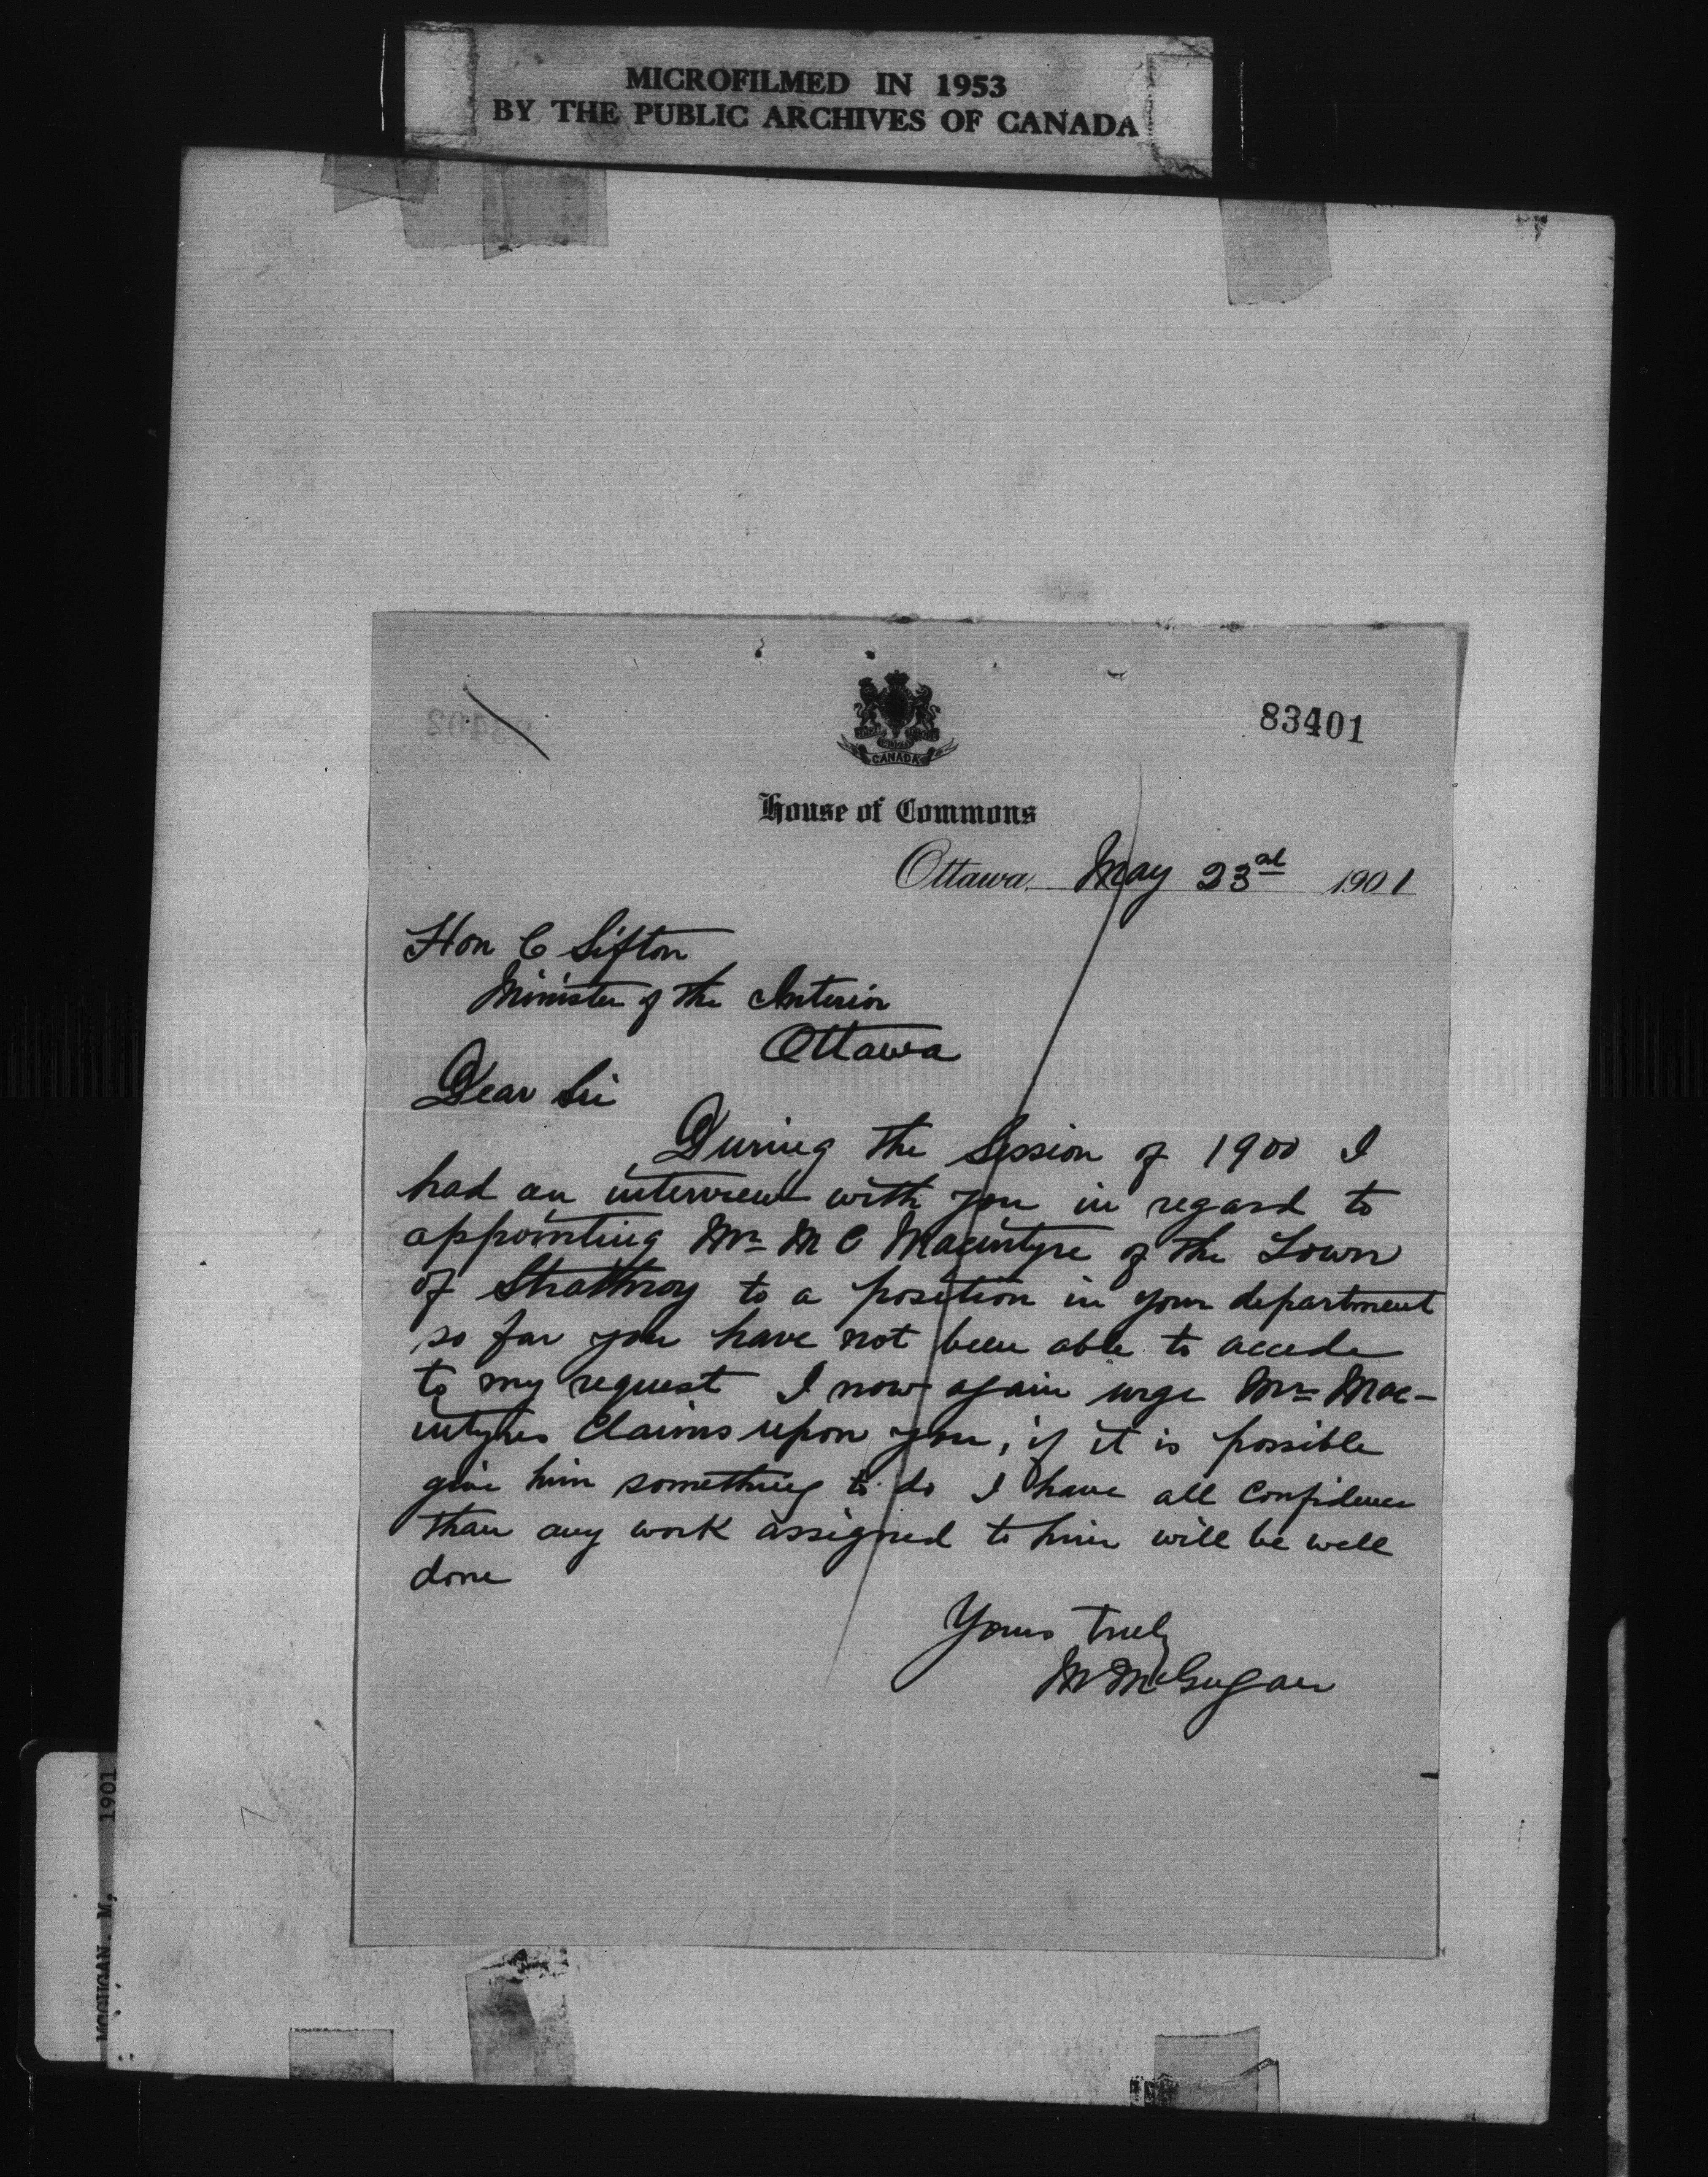 MICROFILMED IN 1953
BY THE PUBLIC ARCHIVES OF CANADA
83402
83401
CANADA
House of Commons
Ottawa, May 23rd 1901
Hon C Sifton
Minister of the Interior
Ottawa
Dear Sir
During the Session of 1900 I
had an interview with you in regard to
appointing Mr M C Macintyre of the Town
of Strathroy to a position in your department
so far you have not been able to accede
to my request I now again urge Mr Mac-
intyres Claims upon you, if it is possible
give him something to do I have all Confidence
than any work assigned to him will be well
done
Yours truly
M McGugan
MCGUGAN, M, 1901